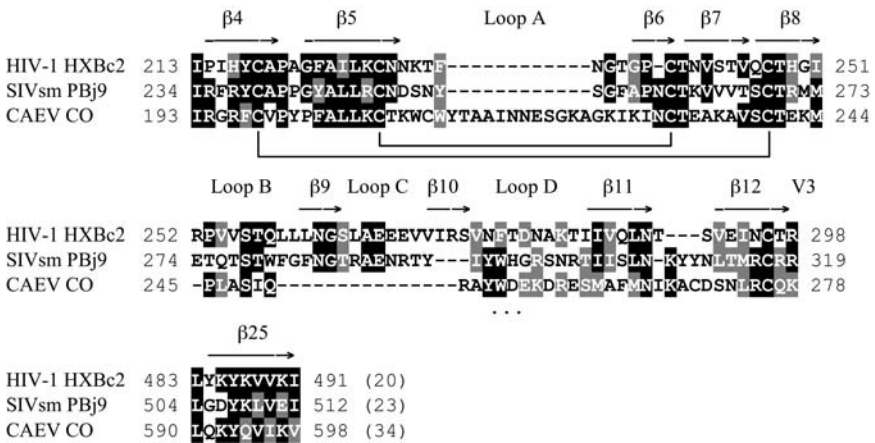 β4 β5 Loop A β6 β7 β8
HIV-1 HXBc2 213 IPIHYCAPAGFAILKCNNKTF------------NGTGP-CTNVSTVQCTHGI 251
SIVsm PBj9 234 IRFRYCAPPGYALLRCNDSNY------------SGFAPNCTKVVVTSCTRMM 273
CAEV CO 193 IRGRFCVPYPFALLKCTKWCWYTAAINNESGKAGKIKINCTEAKAVSCTEKM 244
Loop B β9 Loop C β10 Loop D β11 β12 V3
HIV-1 HXBc2 252 RPVVSTQLLLNGSLAEEEVVIRSVNFTDNAKTIIVQLNT---SVEINCTR 298
SIVsm PBj9 274 ETQTSTWFGFNGTRAENRTY---IYWHGRSNRTIISLN-KYYNLTMRCRR 319
CAEV CO 245 -PLASIQ---------------RAYWDEKDRESMAFMNIKACDSNLRCQK 278
...
β25
HIV-1 HXBc2 483 LYKYKVVKI 491 (20)
SIVsm PBj9 504 LGDYKLVEI 512 (23)
CAEV CO 590 LQKYQVIKV 598 (34)